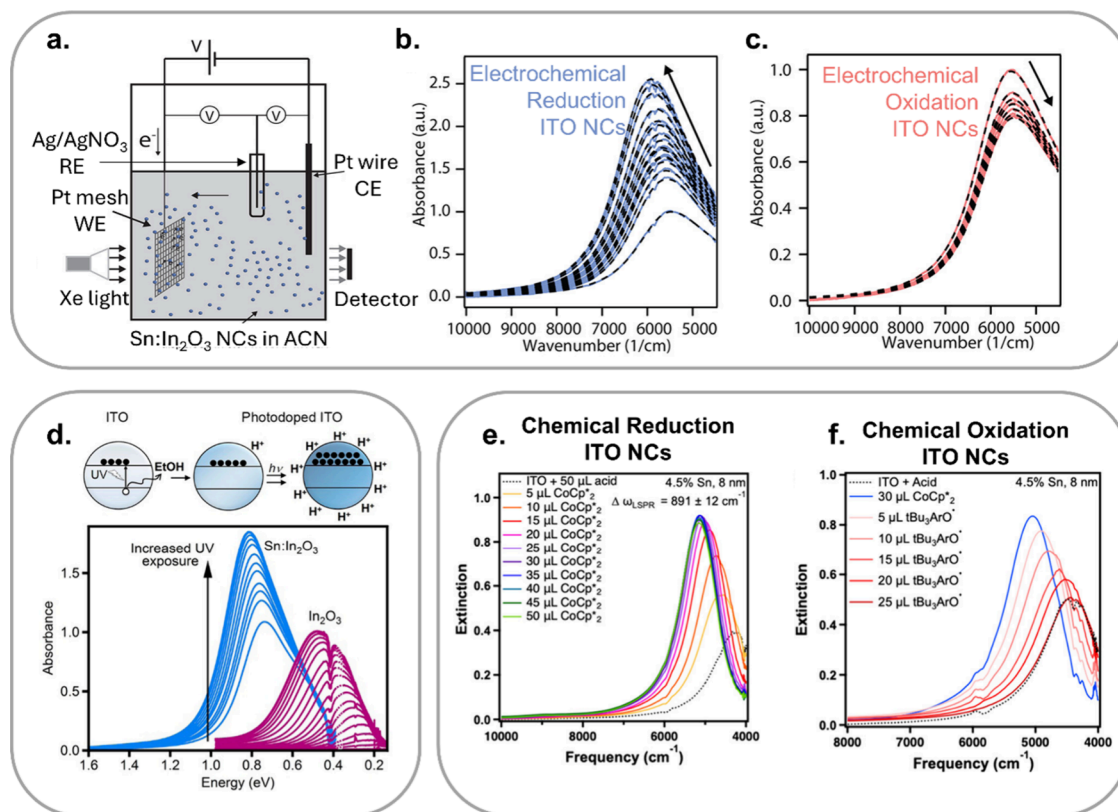 a.
V
V
V
e⁻
Ag/AgNO₃
RE
Pt mesh
WE
Pt wire
CE
Xe light
Detector
Sn:In₂O₃ NCs in ACN
b.
Electrochemical
Reduction
ITO NCs
Absorbance (a.u.)
2.5
2.0
1.5
1.0
0.5
0.0
10000 9000 8000 7000 6000 5000
Wavenumber (1/cm)
c.
Electrochemical
Oxidation
ITO NCs
Absorbance (a.u.)
1.0
0.8
0.6
0.4
0.2
0.0
10000 9000 8000 7000 6000 5000
Wavenumber (1/cm)
d.
ITO
Photodoped ITO
UV
EtOH
hν
H⁺
H⁺
H⁺
H⁺
H⁺
H⁺
H⁺
H⁺
H⁺
H⁺
Increased UV
exposure
Sn:In₂O₃
In₂O₃
Absorbance
1.5
1.0
0.5
0.0
1.6 1.4 1.2 1.0 0.8 0.6 0.4 0.2
Energy (eV)
e.
Chemical Reduction
ITO NCs
4.5% Sn, 8 nm
ITO + 50 µL acid
Δ ω_LSPR = 891 ± 12 cm⁻¹
5 µL CoCp*₂
10 µL CoCp*₂
15 µL CoCp*₂
20 µL CoCp*₂
25 µL CoCp*₂
30 µL CoCp*₂
35 µL CoCp*₂
40 µL CoCp*₂
45 µL CoCp*₂
50 µL CoCp*₂
Extinction
1.0
0.8
0.6
0.4
0.2
0.0
10000 8000 6000 4000
Frequency (cm⁻¹)
f.
Chemical Oxidation
ITO NCs
4.5% Sn, 8 nm
ITO + Acid
30 µL CoCp*₂
5 µL tBu₃ArO•
10 µL tBu₃ArO•
15 µL tBu₃ArO•
20 µL tBu₃ArO•
25 µL tBu₃ArO•
Extinction
1.0
0.8
0.6
0.4
0.2
0.0
8000 7000 6000 5000 4000
Frequency (cm⁻¹)